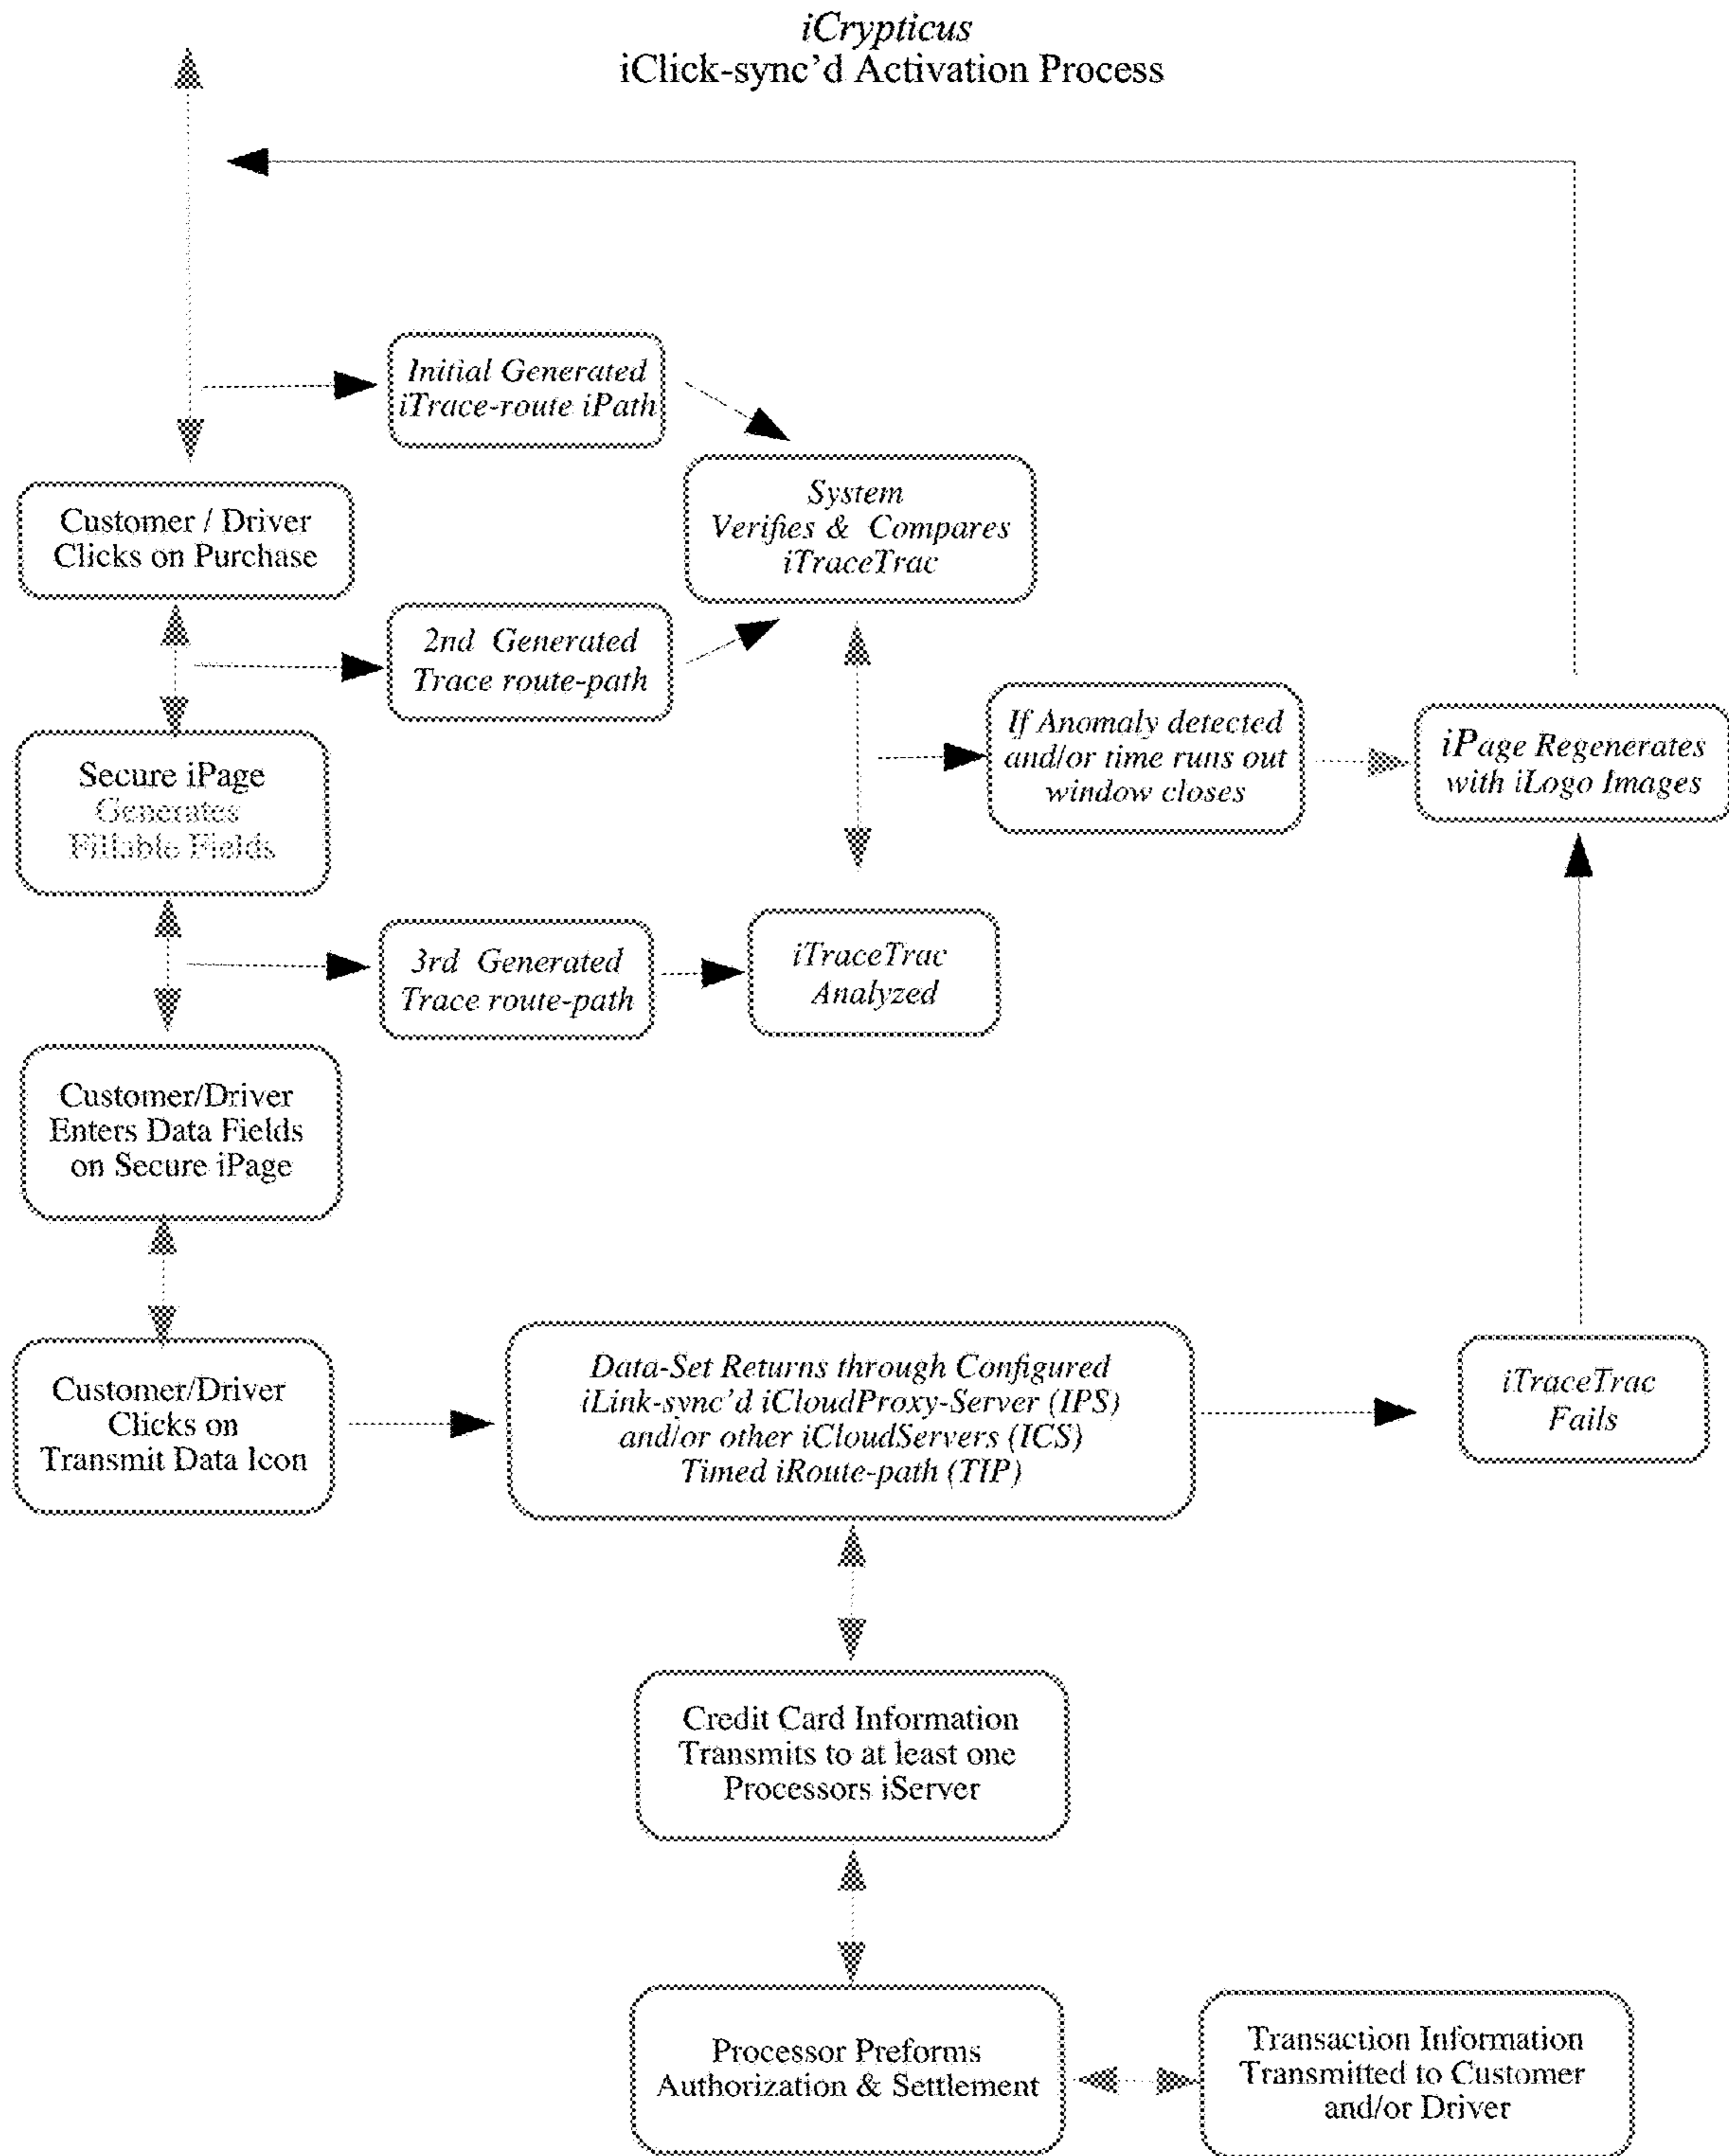 iCrypticus
iClick-sync'd Activation Process
Initial Generated
iTrace-route iPath
System
Verifies & Compares
iTraceTrac
Customer / Driver
Clicks on Purchase
2nd Generated
Trace route-path
If Anomaly detected
and/or time runs out
window closes
iPage Regenerates
with iLogo Images
Secure iPage
Generates
Fillable Fields
3rd Generated
Trace route-path
iTraceTrac
Analyzed
Customer/Driver
Enters Data Fields
on Secure iPage
Customer/Driver
Clicks on
Transmit Data Icon
Data-Set Returns through Configured
iLink-sync'd iCloudProxy-Server (IPS)
and/or other iCloudServers (ICS)
Timed iRoute-path (TIP)
iTraceTrac
Fails
Credit Card Information
Transmits to at least one
Processors iServer
Processor Preforms
Authorization & Settlement
Transaction Information
Transmitted to Customer
and/or Driver